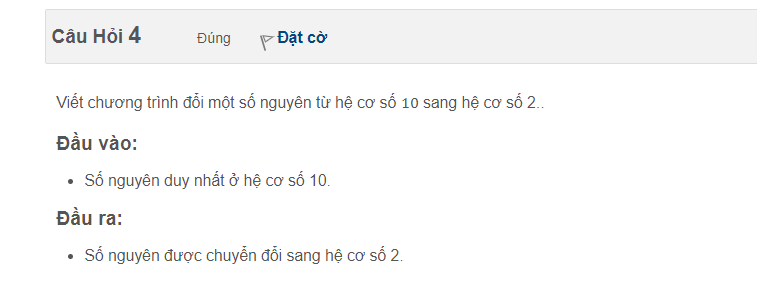 Câu Hỏi 4 Đúng Đặt cờ
Viết chương trình đổi một số nguyên từ hệ cơ số 10 sang hệ cơ số 2..
Đầu vào:
• Số nguyên duy nhất ở hệ cơ số 10.
Đầu ra:
• Số nguyên được chuyển đổi sang hệ cơ số 2.